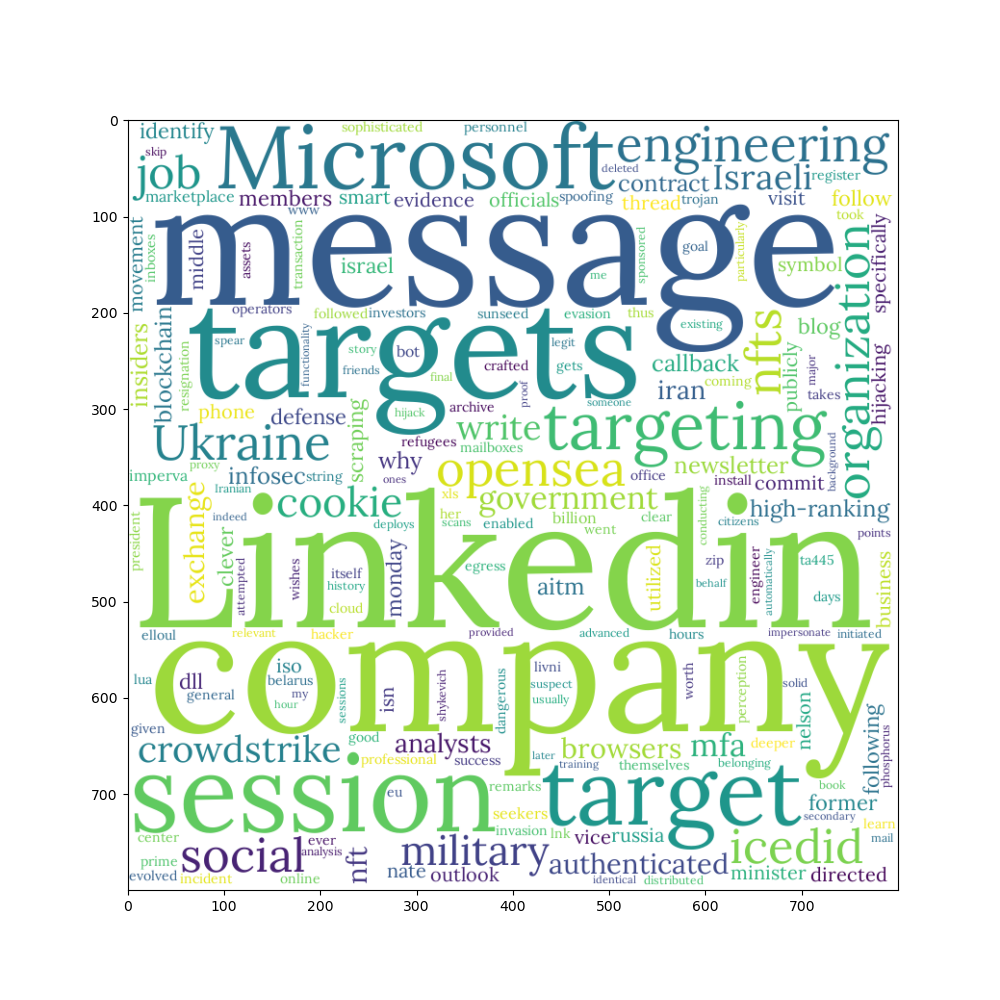 0
100
200
300
400
500
600
700
0 100 200 300 400 500 600 700
identify sophisticated personnel
skip Microsoft engineering
job deleted contract Israeli register
marketplace members smart evidence officials spoofing thread trojan visit follow
www took
message
movement inboxes middle assets transaction israel me sponsored goal particularly symbol organization specifically
operators followed investors sunseed evasion thus existing
targets
insiders blockchain resignation spear functionality story friends bot final crafted legit gets proof someone callback coming nfts publicly blog major takes hijacking
phone defense scraping hijack archive
Ukraine refugees write targeting
mailboxes background
imperva proxy infosec string why ones opensea office newsletter install commit
Iranian cookie xls government high-ranking
president exchange indeed clever deploys her scans enabled billion went clear conducting citizens points
Linkedin
attempted wishes itself history cloud monday egress aitm utilized zip behalf engineer automatically ta445 days business
elloul relevant hacker provided advanced hours impersonate initiated
company
lua dll iso belarus general my hour sessions isn shykevich dangerous livni suspect usually worth perception solid nelson following phosphorus
given good
crowdstrike analysts later browsers mfa deeper
professional success training themselves belonging
session target
eu remarks book former
seekers secondary learn
center invasion lnk vice russia mail
social ever analysis nft military authenticated icedid
prime
evolved incident online nate outlook identical distributed minister directed